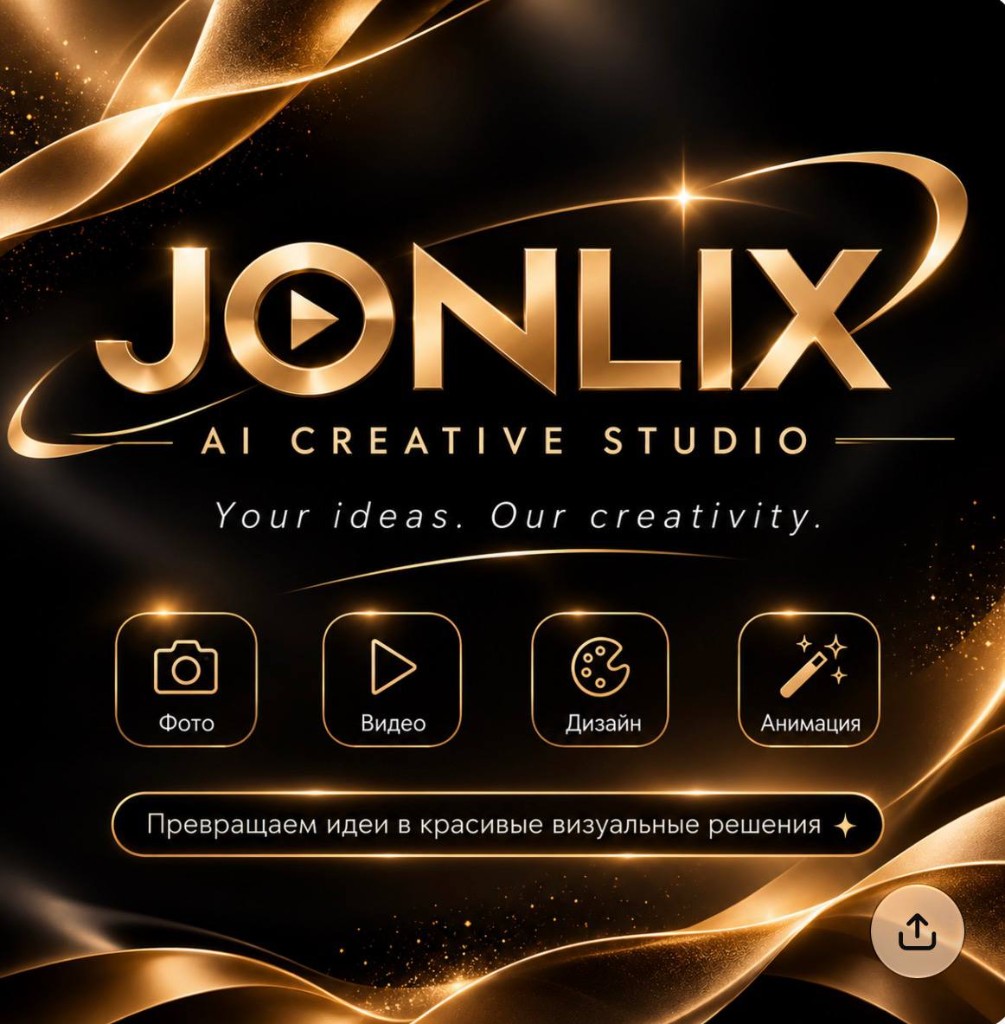 JONLIX
AI CREATIVE STUDIO
Your ideas. Our creativity.
Фото
Видео
Дизайн
Анимация
Превращаем идеи в красивые визуальные решения